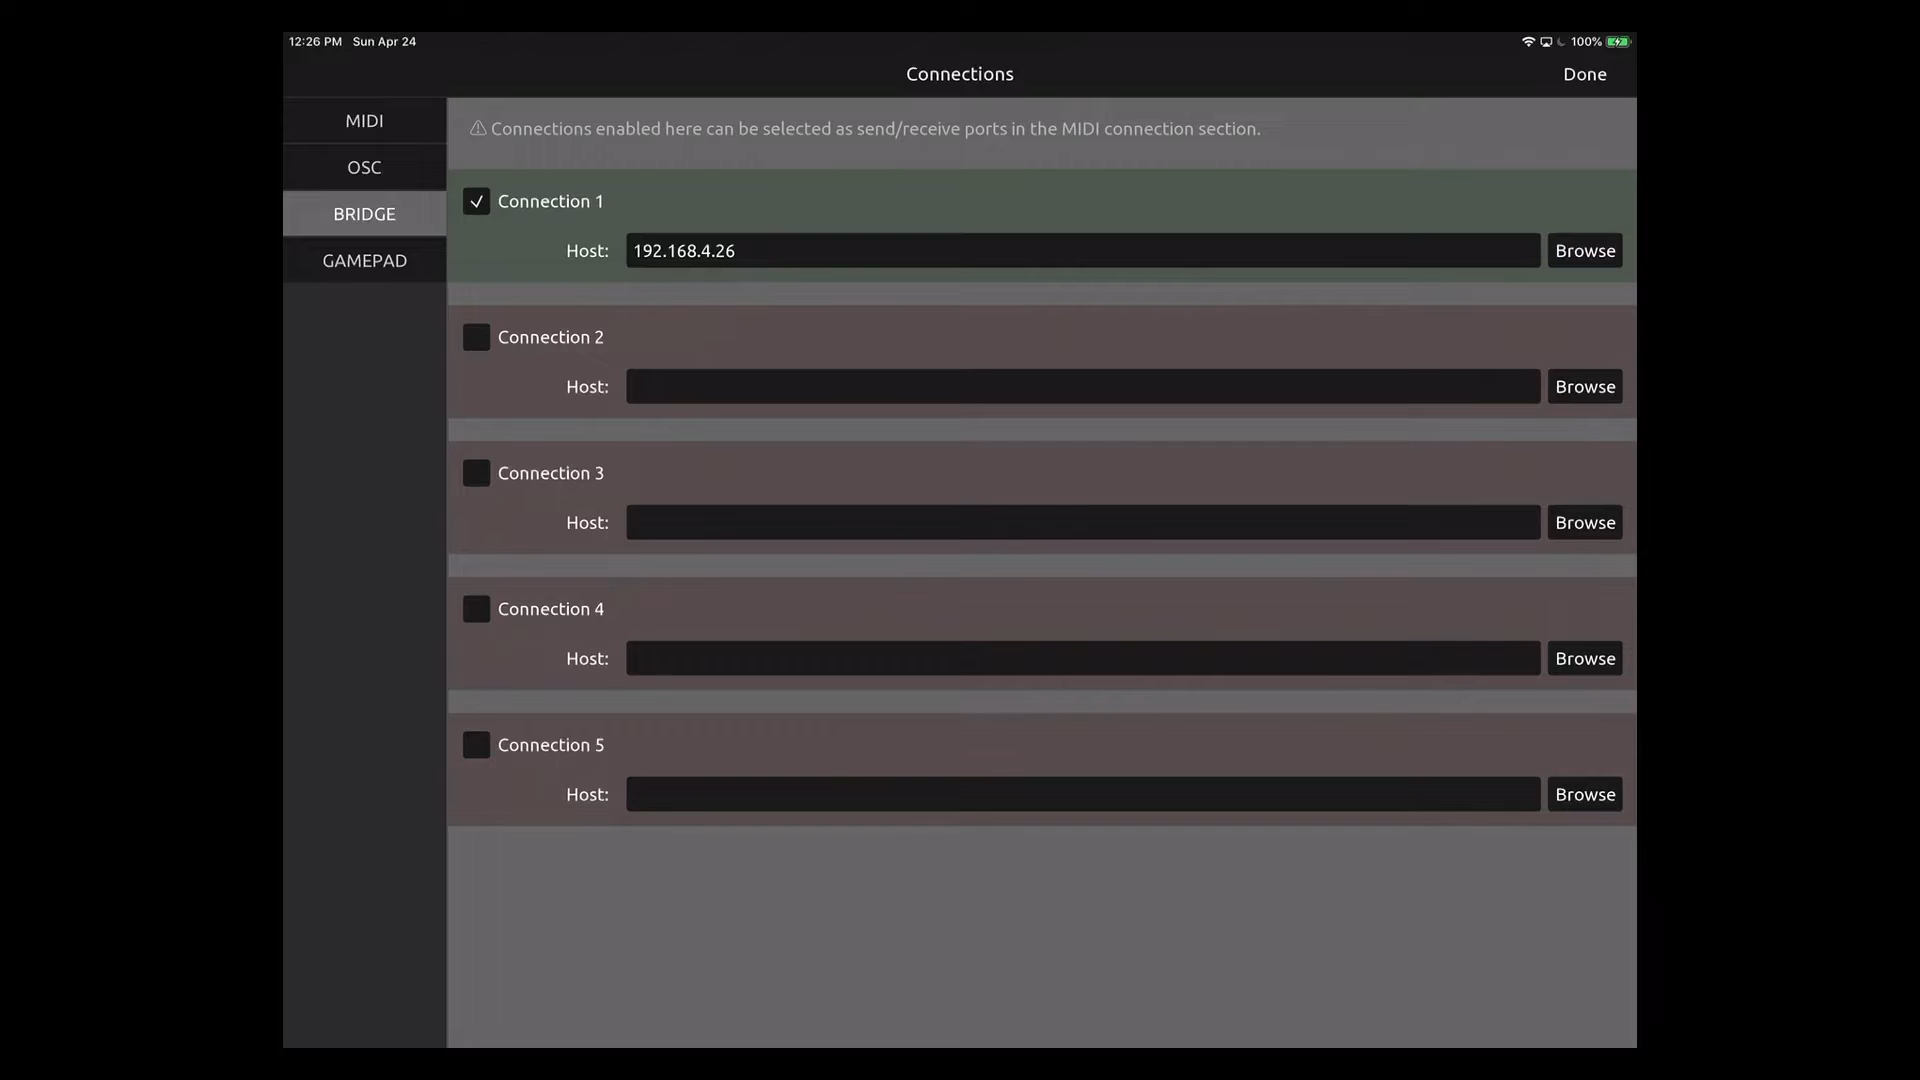 12:26 PM Sun Apr 24
100%
Connections
Done
MIDI
OSC
BRIDGE
GAMEPAD
⚠ Connections enabled here can be selected as send/receive ports in the MIDI connection section.
Connection 1
Host: 192.168.4.26 Browse
Connection 2
Host: Browse
Connection 3
Host: Browse
Connection 4
Host: Browse
Connection 5
Host: Browse